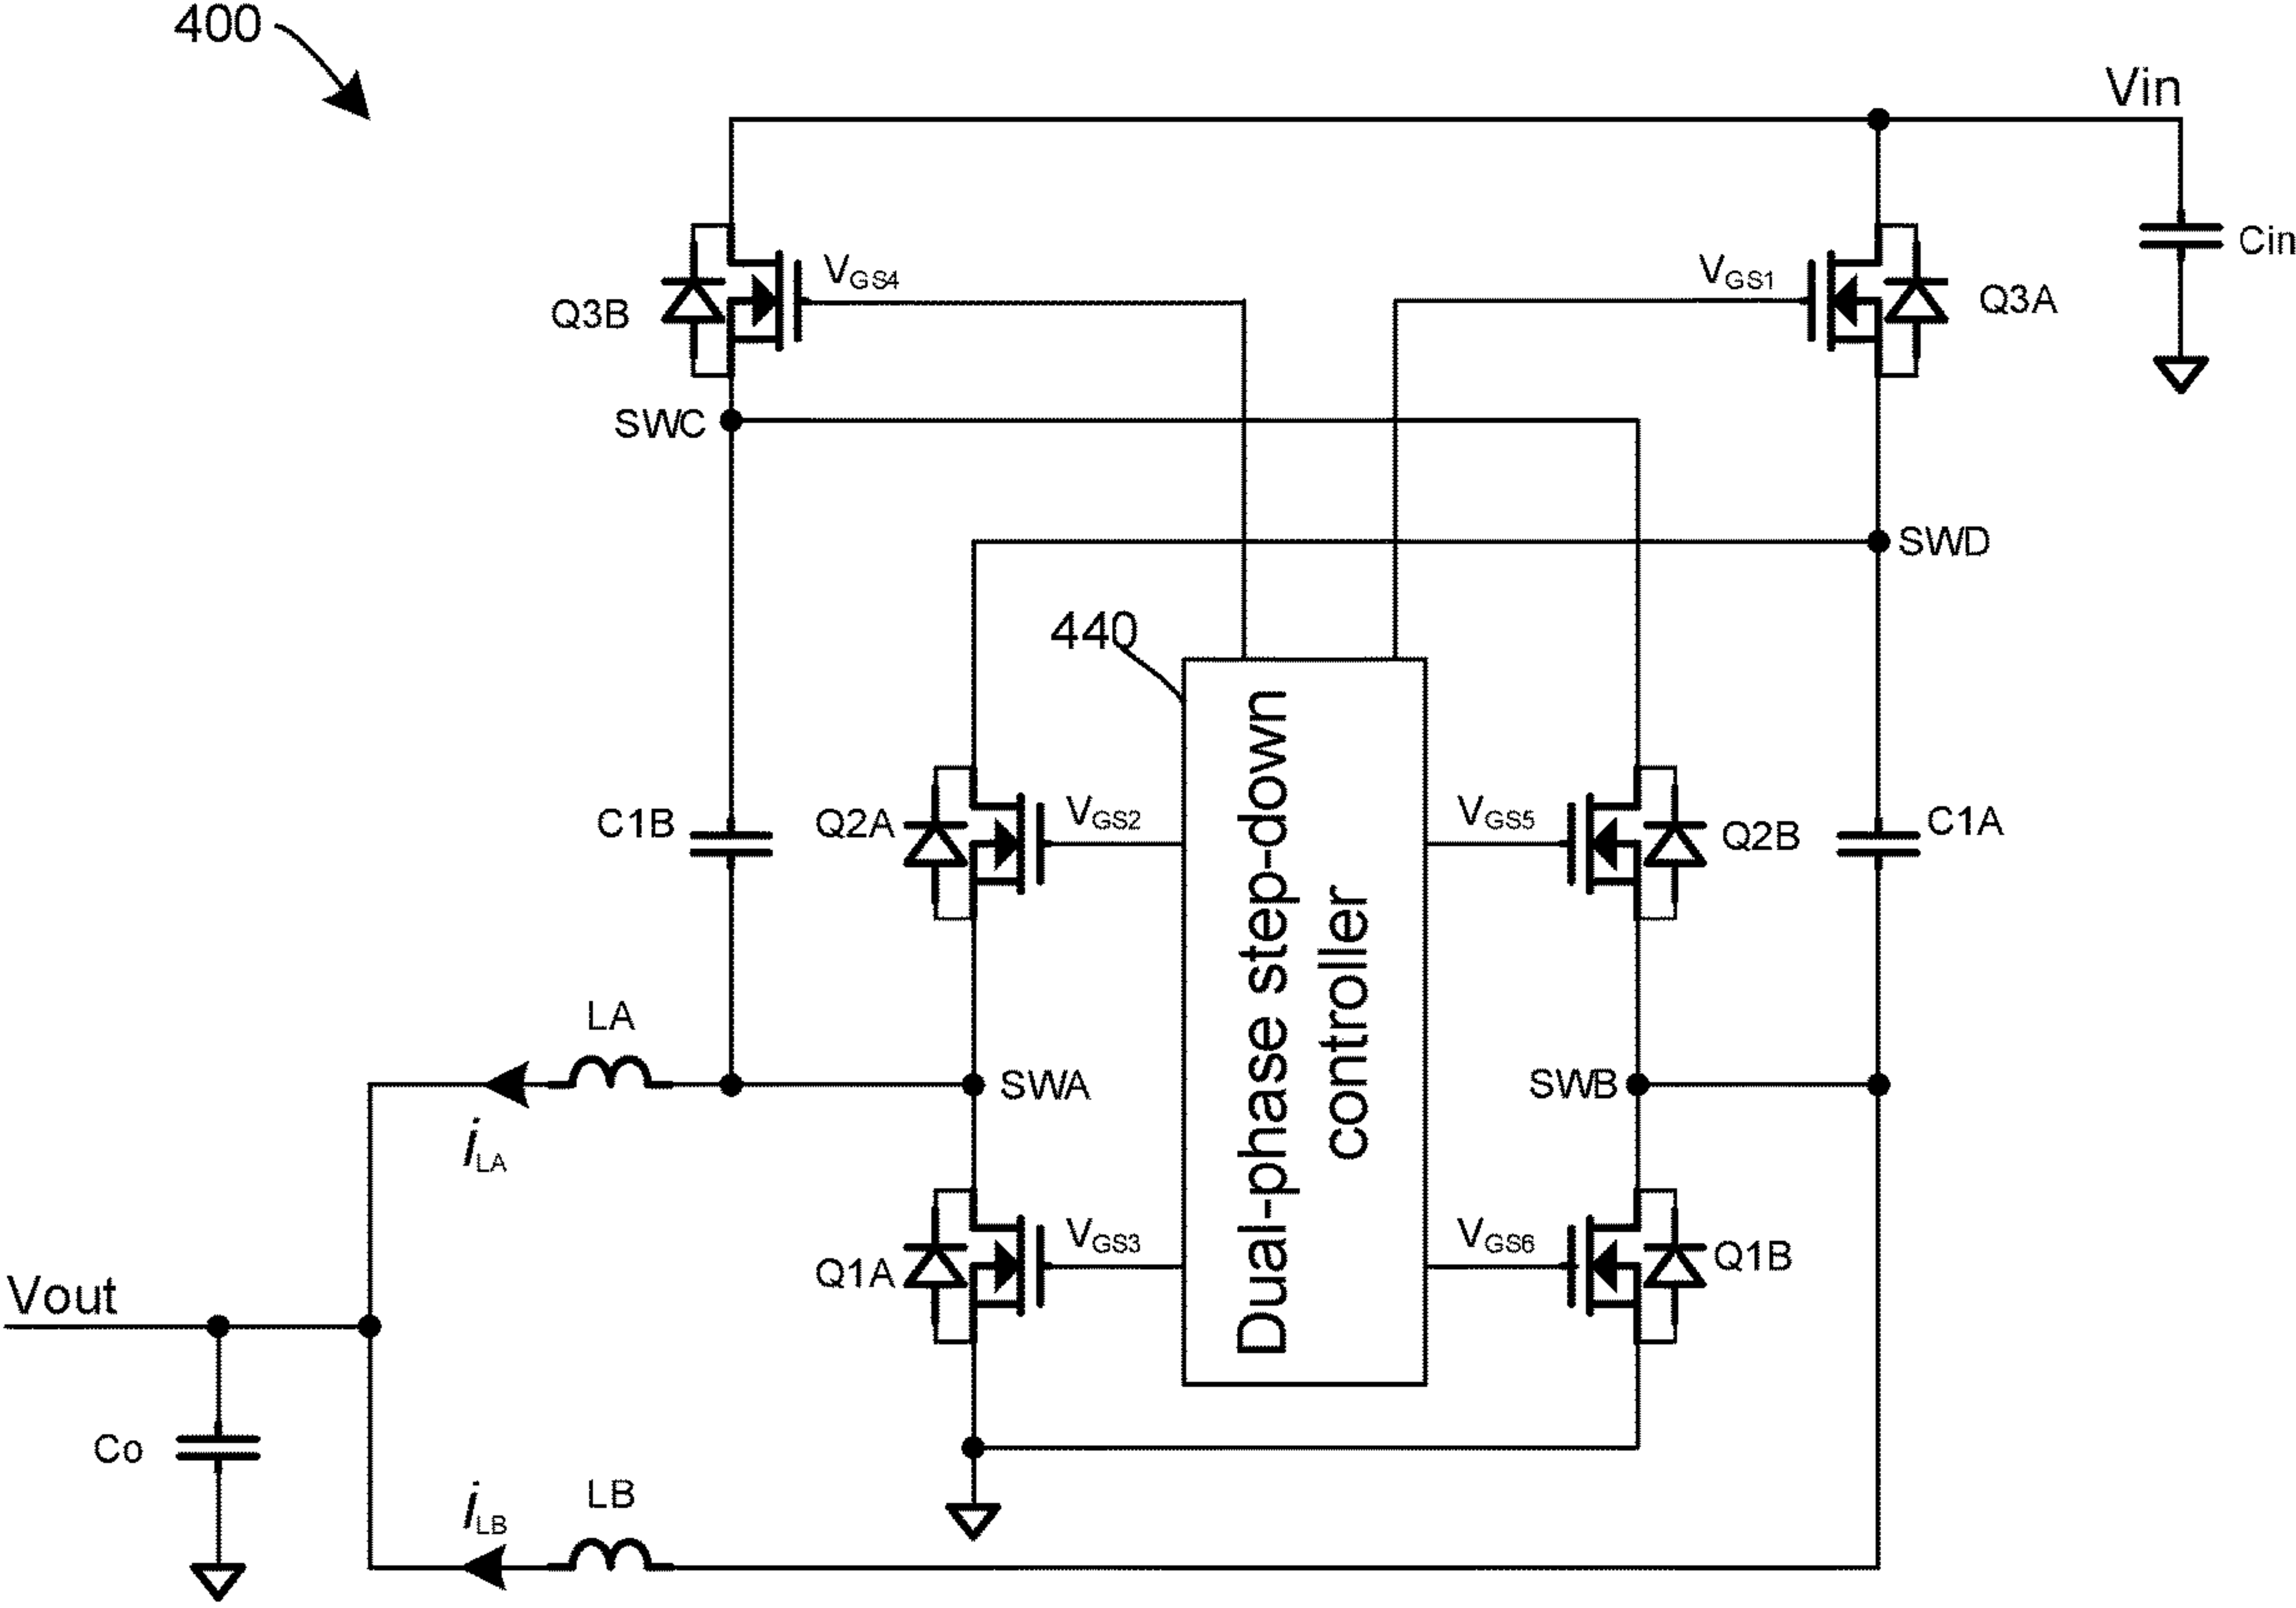 400
Vin
Cin
Q3B
VGS4
VGS1
Q3A
SWC
SWD
440
C1B
Q2A
VGS2
Dual-phase step-down
controller
VGS5
Q2B
C1A
LA
iLA
SWA
SWB
Q1A
VGS3
VGS6
Q1B
Vout
Co
LB
iLB